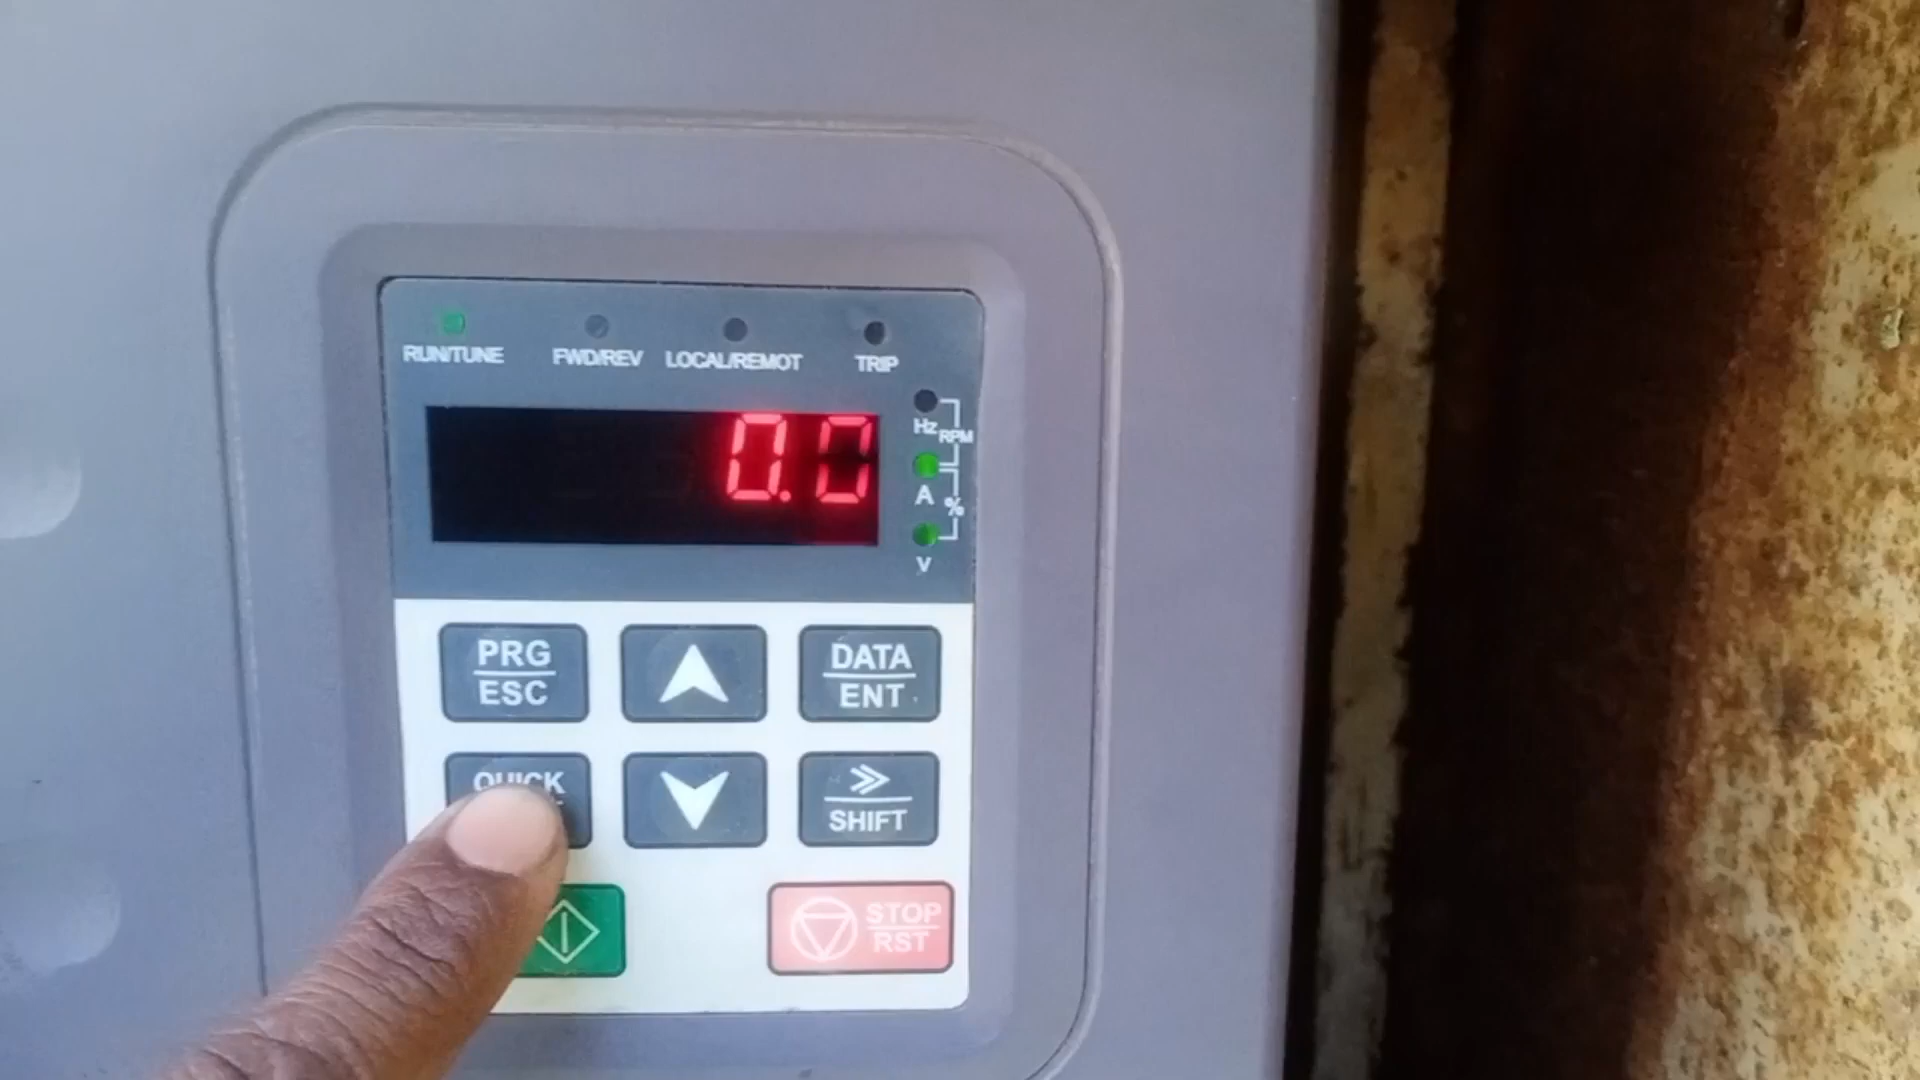 RUN/TUNE FWD/REV LOCAL/REMOT TRIP
0.0
Hz
RPM
A
%
V
PRG
ESC
DATA
ENT
QUICK
SHIFT
STOP
RST